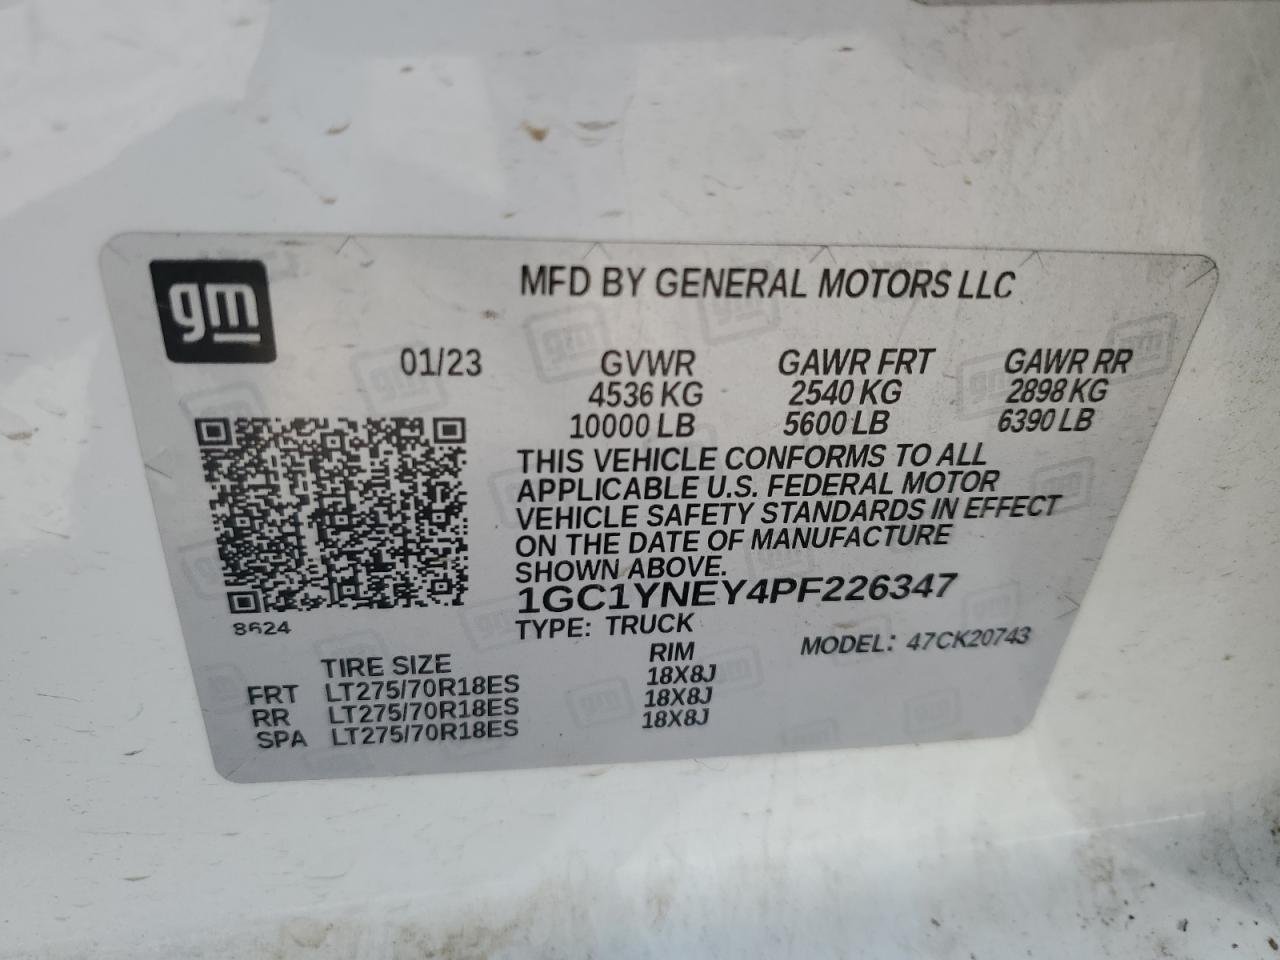 gm
MFD BY GENERAL MOTORS LLC
01/23 GVWR GAWR FRT GAWR RR
4536 KG 2540 KG 2898 KG
10000 LB 5600 LB 6390 LB
THIS VEHICLE CONFORMS TO ALL
APPLICABLE U.S. FEDERAL MOTOR
VEHICLE SAFETY STANDARDS IN EFFECT
ON THE DATE OF MANUFACTURE
SHOWN ABOVE.
1GC1YNEY4PF226347
8624
TYPE: TRUCK MODEL: 47CK20743
TIRE SIZE RIM
FRT LT275/70R18ES 18X8J
RR LT275/70R18ES 18X8J
SPA LT275/70R18ES 18X8J